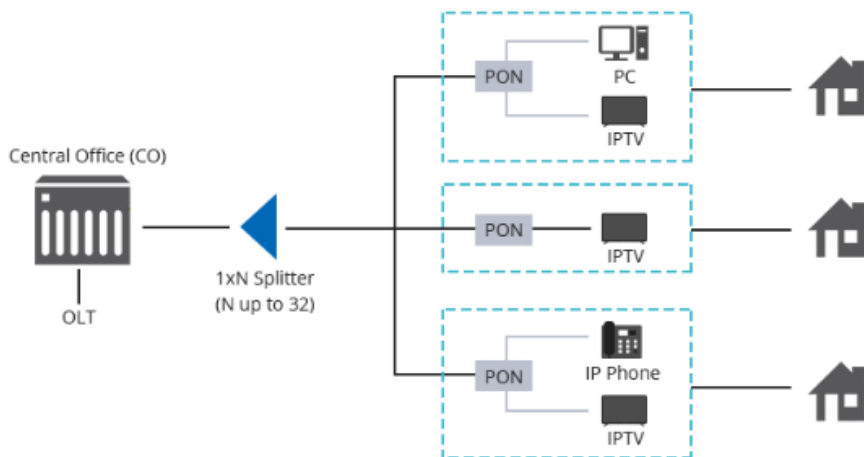 Central Office (CO)
OLT
1xN Splitter
(N up to 32)
PON
PC
IPTV
PON
IPTV
PON
IP Phone
IPTV